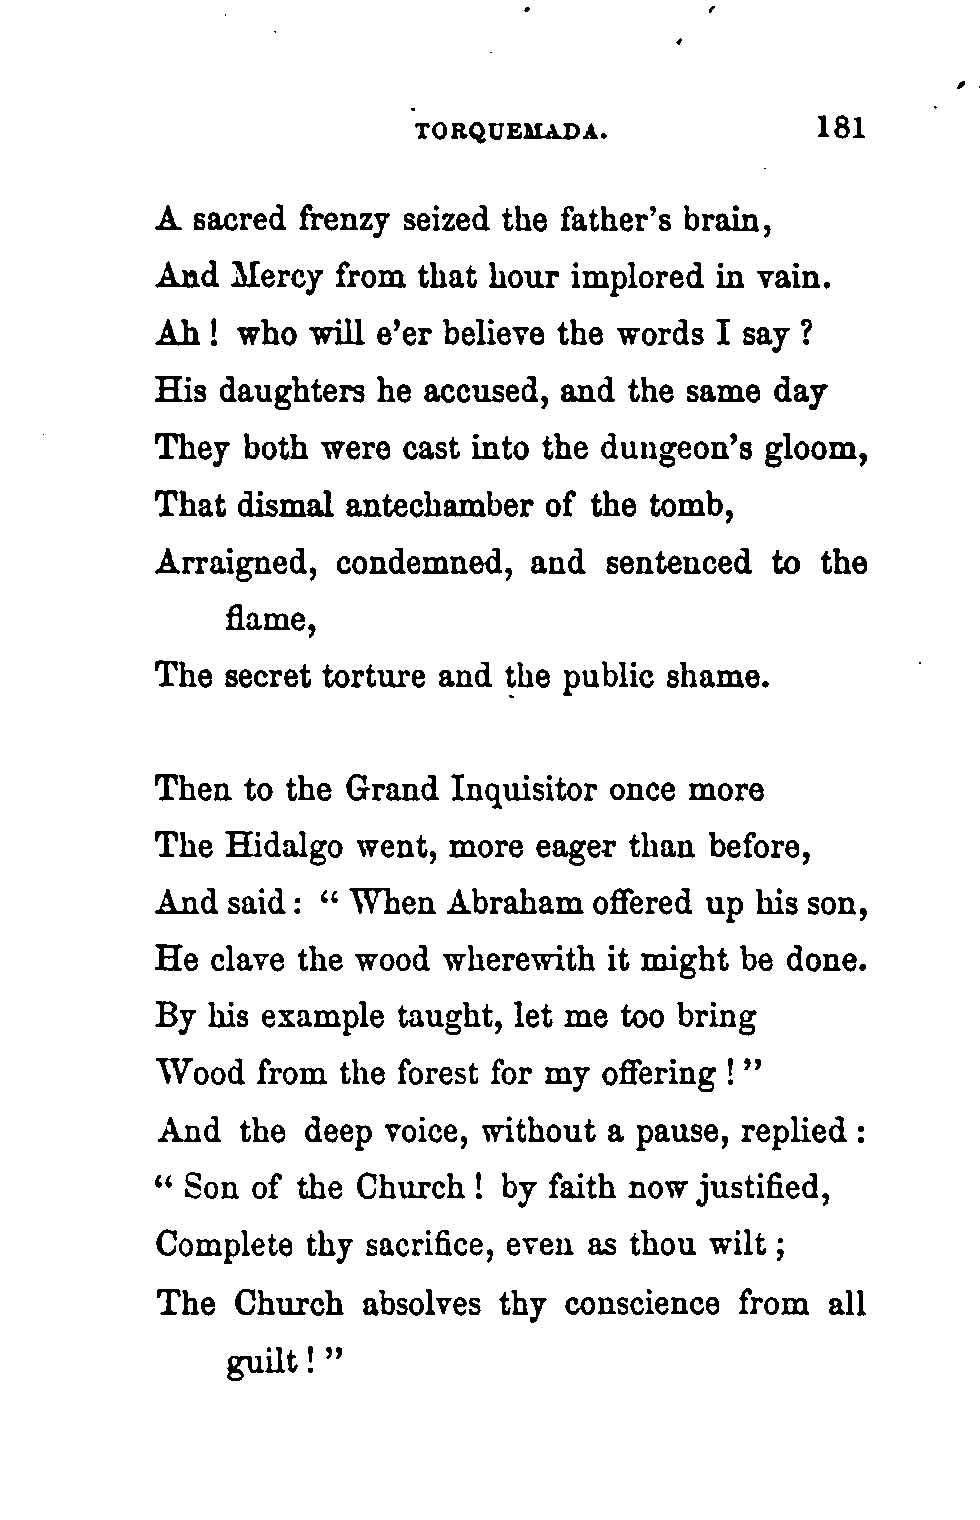 TORQUEMADA. 181
A sacred frenzy seized the father's brain,
And Mercy from that hour implored in vain.
Ah! who will e'er believe the words I say?
His daughters he accused, and the same day
They both were cast into the dungeon's gloom,
That dismal antechamber of the tomb,
Arraigned, condemned, and sentenced to the
flame,
The secret torture and the public shame.
Then to the Grand Inquisitor once more
The Hidalgo went, more eager than before,
And said: "When Abraham offered up his son,
He clave the wood wherewith it might be done.
By his example taught, let me too bring
Wood from the forest for my offering!"
And the deep voice, without a pause, replied:
"Son of the Church! by faith now justified,
Complete thy sacrifice, even as thou wilt;
The Church absolves thy conscience from all
guilt!"